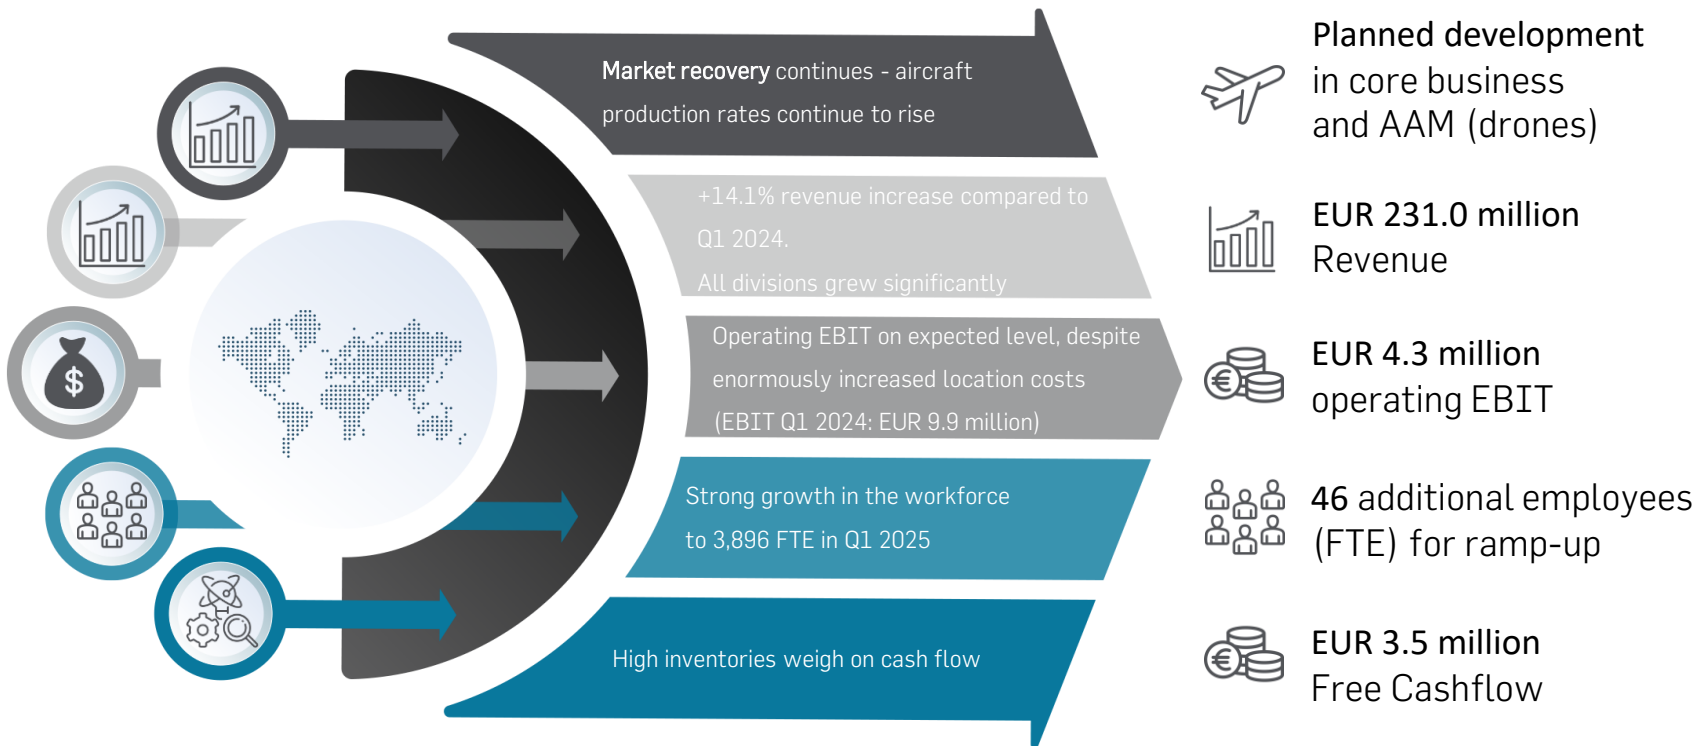 Market recovery continues - aircraft
production rates continue to rise
Planned development
in core business
and AAM (drones)
+14.1% revenue increase compared to
Q1 2024.
All divisions grew significantly
EUR 231.0 million
Revenue
$
Operating EBIT on expected level, despite
enormously increased location costs
(EBIT Q1 2024: EUR 9.9 million)
€
EUR 4.3 million
operating EBIT
Strong growth in the workforce
to 3,896 FTE in Q1 2025
46 additional employees
(FTE) for ramp-up
High inventories weigh on cash flow
€
EUR 3.5 million
Free Cashflow